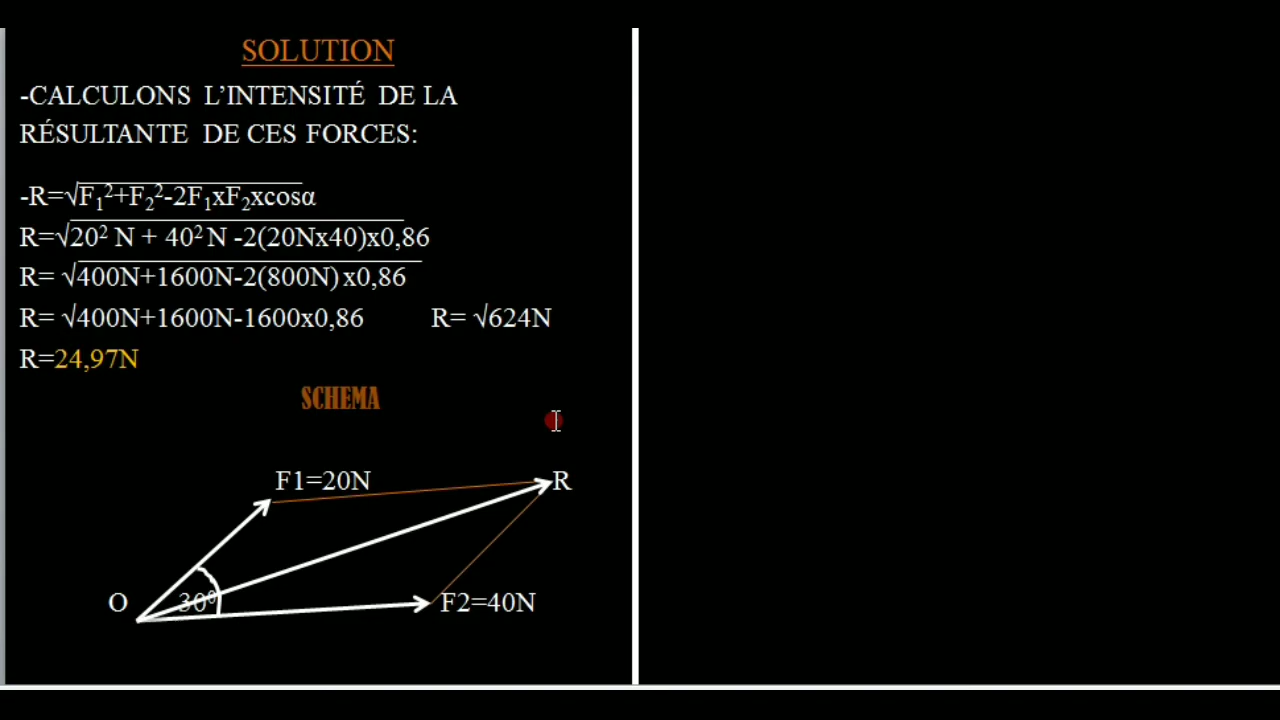 SOLUTION
-CALCULONS L’INTENSITÉ DE LA
RÉSULTANTE DE CES FORCES:
-R=√F₁²+F₂²-2F₁xF₂xcosα
R=√20² N + 40² N -2(20Nx40)x0,86
R= √400N+1600N-2(800N) x0,86
R= √400N+1600N-1600x0,86 R= √624N
R=24,97N
SCHEMA
F1=20N
R
O
30⁰
F2=40N